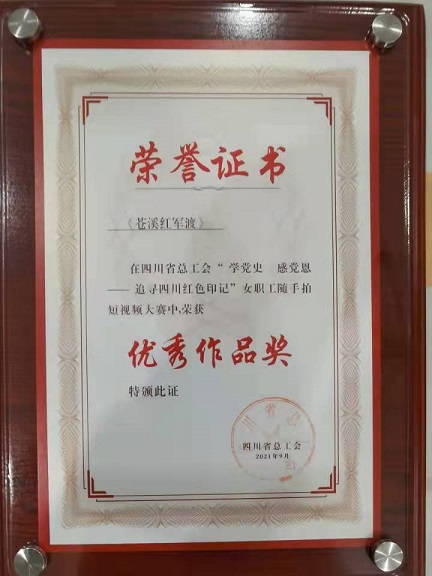 荣誉证书
《苍溪红军渡》
在四川省总工会“学党史 感党恩
——追寻四川红色印记”女职工随手拍
短视频大赛中,荣获
优秀作品奖
特颁此证
四川省总工会
2021年9月